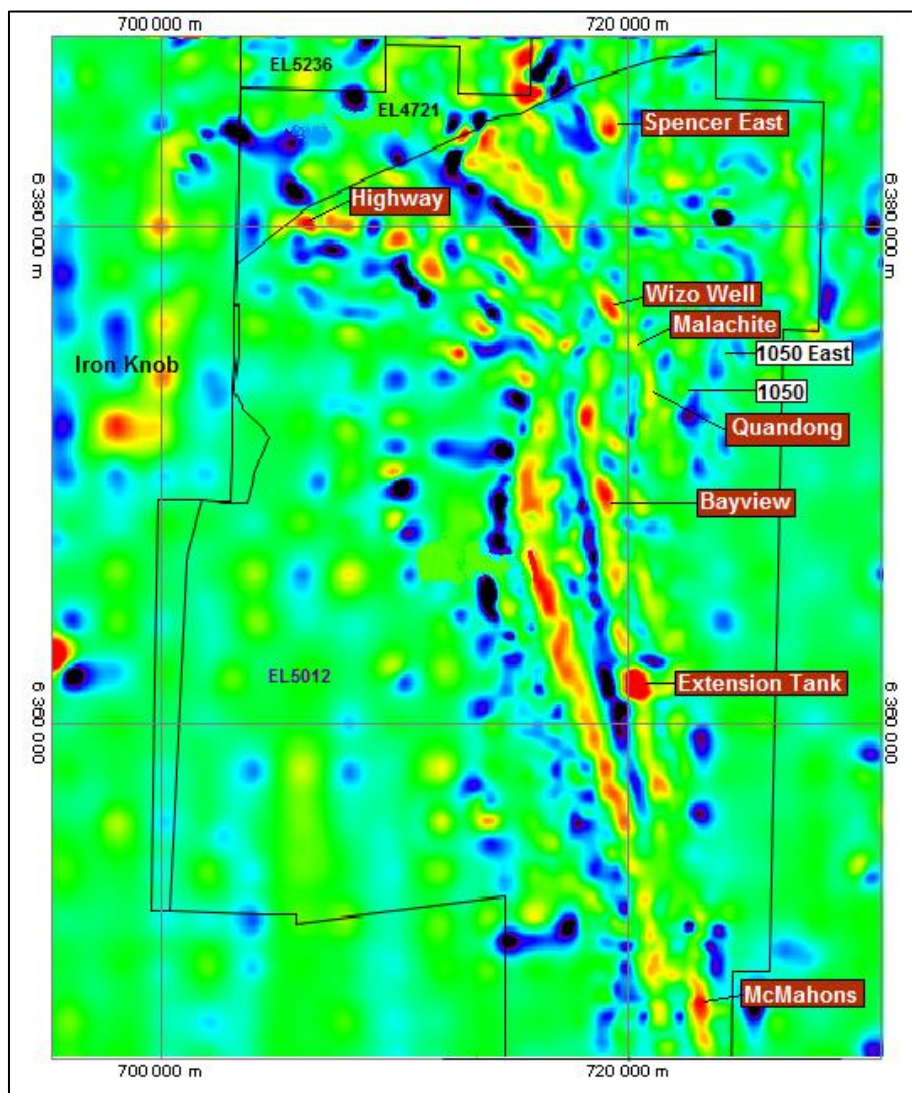 700 000 m
720 000 m
EL5236
EL4721
Spencer East
6 380 000 m
Highway
6 380 000 m
Wizo Well
Malachite
1050 East
Iron Knob
1050
Quandong
Bayview
EL5012
Extension Tank
6 360 000 m
6 360 000 m
McMahons
700 000 m
720 000 m